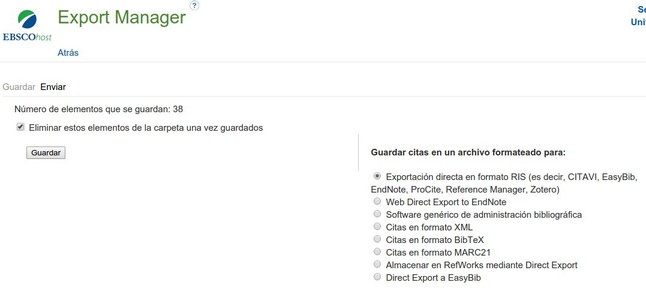 Export Manager
?
Se
EBSCOhost
Uni
Atrás
Guardar Enviar
Número de elementos que se guardan: 38
Eliminar estos elementos de la carpeta una vez guardados
Guardar
Guardar citas en un archivo formateado para:
Exportación directa en formato RIS (es decir, CITAVI, EasyBib,
EndNote, ProCite, Reference Manager, Zotero)
Web Direct Export to EndNote
Software genérico de administración bibliográfica
Citas en formato XML
Citas en formato BibTeX
Citas en formato MARC21
Almacenar en RefWorks mediante Direct Export
Direct Export a EasyBib